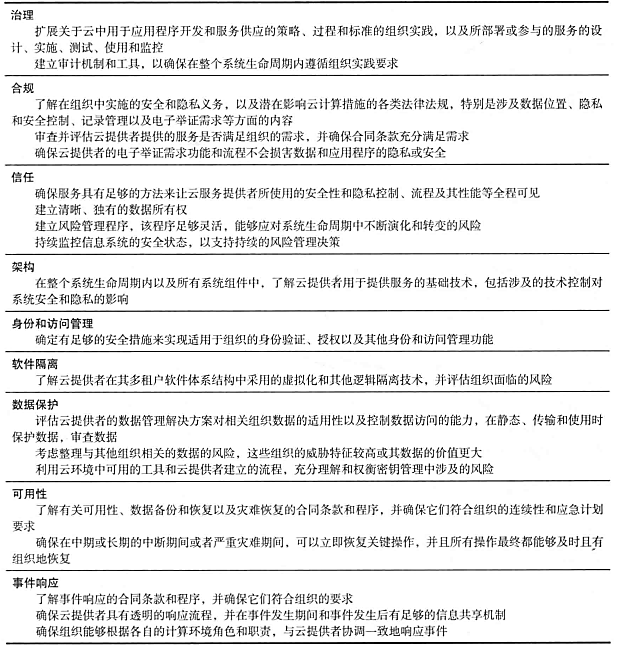 治理
扩展关于云中用于应用程序开发和服务供应的策略、过程和标准的组织实践，以及所部署或参与的服务的设
计、实施、测试、使用和监控
建立审计机制和工具，以确保在整个系统生命周期内遵循组织实践要求
合规
了解在组织中实施的安全和隐私义务，以及潜在影响云计算措施的各类法律法规，特别是涉及数据位置、隐私
和安全控制、记录管理以及电子举证需求等方面的内容
审查并评估云提供者提供的服务是否满足组织的需求，并确保合同条款充分满足需求
确保云提供者的电子举证需求功能和流程不会损害数据和应用程序的隐私或安全
信任
确保服务具有足够的方法来让云服务提供者所使用的安全性和隐私控制、流程及其性能等全程可见
建立清晰、独有的数据所有权
建立风险管理程序，该程序足够灵活，能够应对系统生命周期中不断演化和转变的风险
持续监控信息系统的安全状态，以支持持续的风险管理决策
架构
在整个系统生命周期内以及所有系统组件中，了解云提供者用于提供服务的基础技术，包括涉及的技术控制对
系统安全和隐私的影响
身份和访问管理
确定有足够的安全措施来实现适用于组织的身份验证、授权以及其他身份和访问管理功能
软件隔离
了解云提供者在其多租户软件体系结构中采用的虚拟化和其他逻辑隔离技术，并评估组织面临的风险
数据保护
评估云提供者的数据管理解决方案对相关组织数据的适用性以及控制数据访问的能力，在静态、传输和使用时
保护数据，审查数据
考虑整理与其他组织相关的数据的风险，这些组织的威胁特征较高或其数据的价值更大
利用云环境中可用的工具和云提供者建立的流程，充分理解和权衡密钥管理中涉及的风险
可用性
了解有关可用性、数据备份和恢复以及灾难恢复的合同条款和程序，并确保它们符合组织的连续性和应急计划
要求
确保在中期或长期的中断期间或者严重灾难期间，可以立即恢复关键操作，并且所有操作最终都能够及时且有
组织地恢复
事件响应
了解事件响应的合同条款和程序，并确保它们符合组织的要求
确保云提供者具有透明的响应流程，并在事件发生期间和事件发生后有足够的信息共享机制
确保组织能够根据各自的计算环境角色和职责，与云提供者协调一致地响应事件